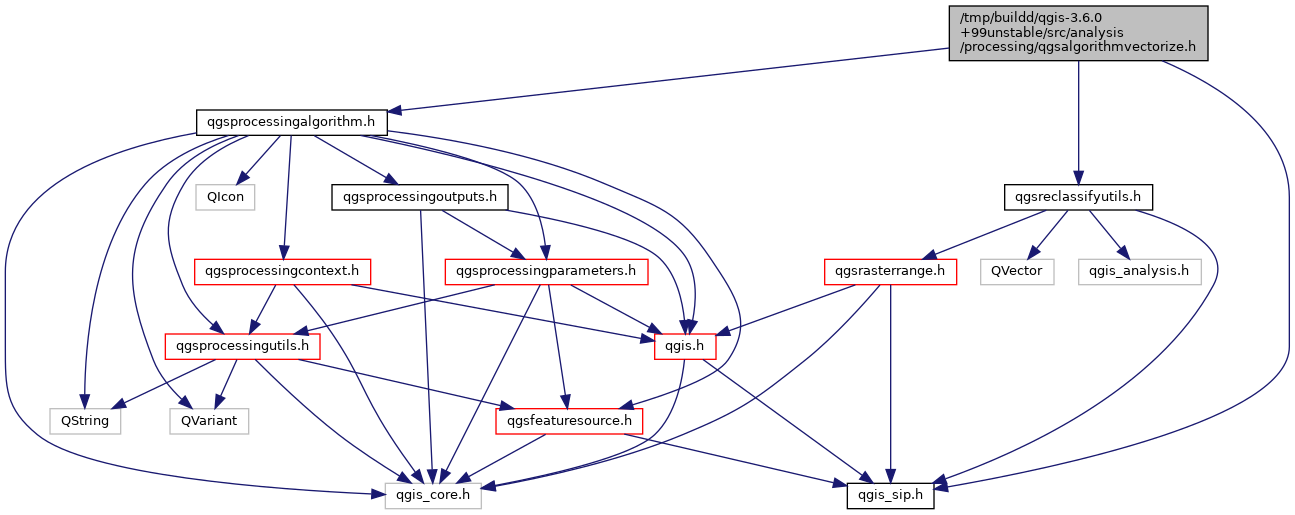 /tmp/buildd/qgis-3.6.0
+99unstable/src/analysis
/processing/qgsalgorithmvectorize.h
qgsprocessingalgorithm.h
QIcon
qgsprocessingoutputs.h
qgsreclassifyutils.h
qgsprocessingcontext.h
qgsprocessingparameters.h
qgsrasterrange.h
QVector
qgis_analysis.h
qgsprocessingutils.h
qgis.h
QString
QVariant
qgsfeaturesource.h
qgis_core.h
qgis_sip.h